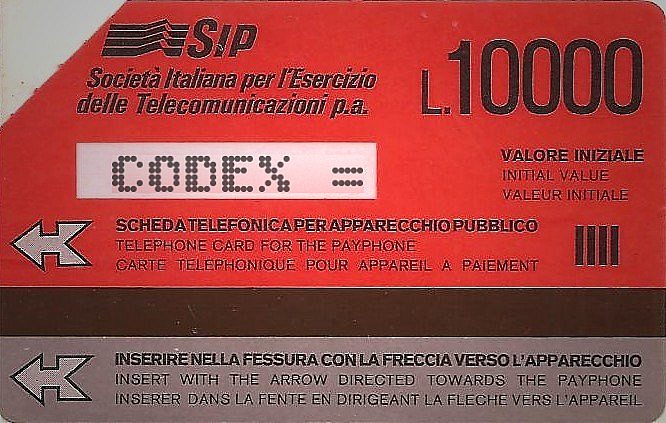 SIP
Società Italiana per l'Esercizio
delle Telecomunicazioni p.a.
L.10000
CODEX =
VALORE INIZIALE
INITIAL VALUE
VALEUR INITIALE
SCHEDA TELEFONICA PER APPARECCHIO PUBBLICO
TELEPHONE CARD FOR THE PAYPHONE
CARTE TELEPHONIQUE POUR APPAREIL A PAIEMENT
INSERIRE NELLA FESSURA CON LA FRECCIA VERSO L'APPARECCHIO
INSERT WITH THE ARROW DIRECTED TOWARDS THE PAYPHONE
INSERER DANS LA FENTE EN DIRIGEANT LA FLECHE VERS L'APPAREIL